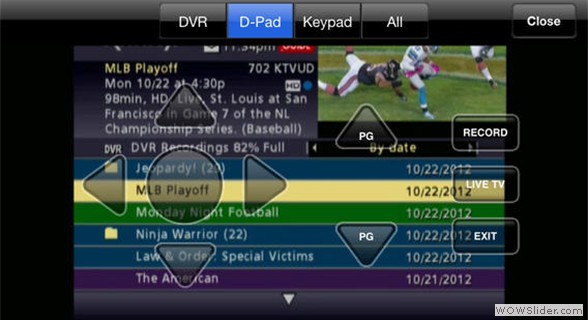 DVR D-Pad Keypad All Close
11:54pm
MLB Playoff 702 KTVUD
Mon 10/22 at 4:30p HD
98min, HD, Live, St. Louis at San
Francisco in Game 7 of the NL
Championship Series. (Baseball)
DVR DVR Recordings 82% Full By date
PG
RECORD
Jeopardy! (25) 10/22/2012
MLB Playoff 10/22/2012
LIVE TV
Monday Night Football 10/22/2012
Ninja Warrior (22) 10/22/2012
PG
EXIT
Law & Order: Special Victims 10/22/2012
The American 10/21/2012
WOWSlider.com